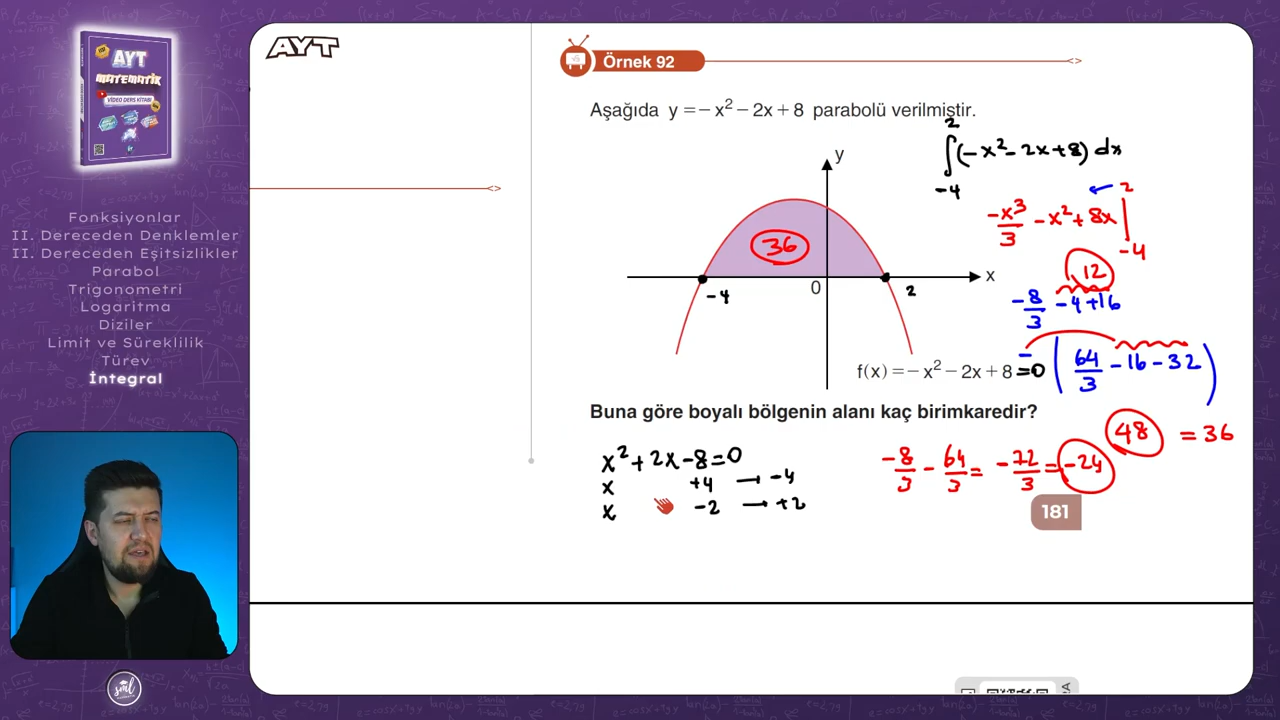 AYT
MATEMATİK
VİDEO DERS KİTABI
Fonksiyonlar
II. Dereceden Denklemler
II. Dereceden Eşitsizlikler
Parabol
Trigonometri
Logaritma
Diziler
Limit ve Süreklilik
Türev
İntegral
sml
AYT
Örnek 92
Aşağıda y = − x² − 2x + 8 parabolü verilmiştir.
y
36
x
0
−4
2
f(x) = − x² − 2x + 8 =0
Buna göre boyalı bölgenin alanı kaç birimkaredir?
x² + 2x − 8 = 0
x +4 → −4
x −2 → +2
2
∫ (−x² − 2x + 8) dx
−4
−x³/3 − x² + 8x | 2
−4
12
−8/3 −4 + 16
− ( 64/3 − 16 − 32 )
48 = 36
−8/3 − 64/3 = −72/3 = −24
181